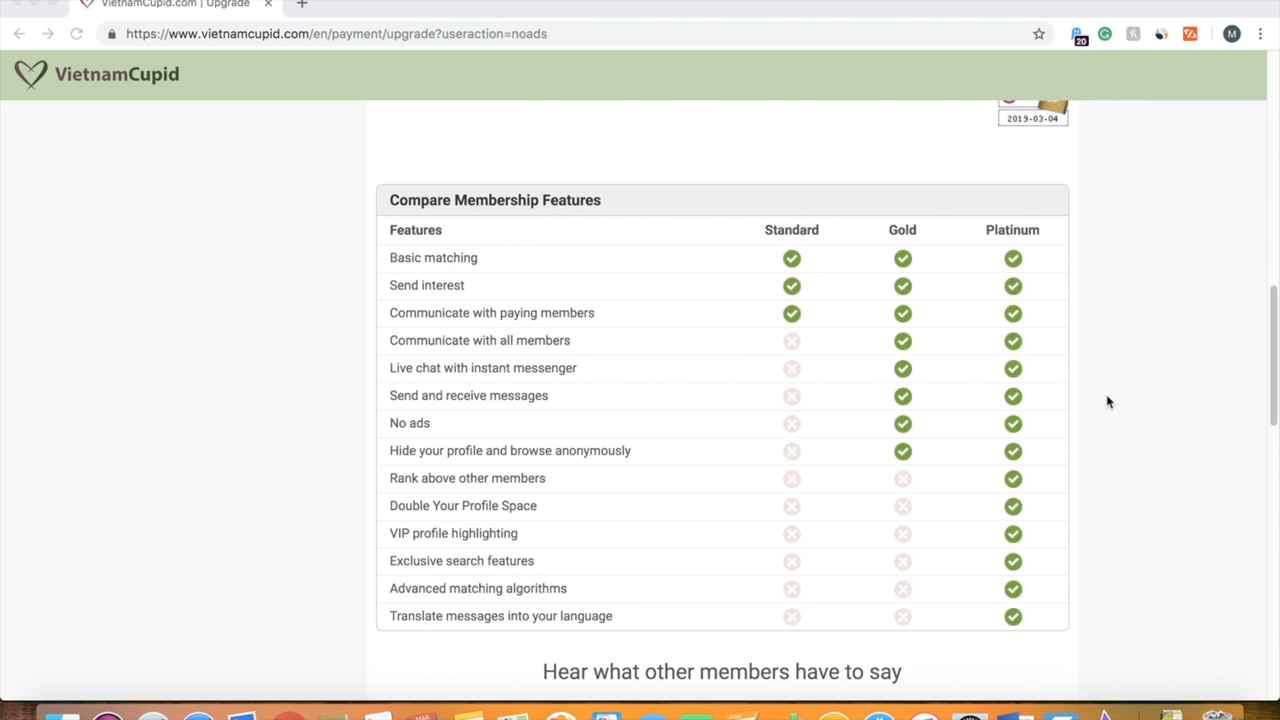 VietnamCupid.com | Upgrade
https://www.vietnamcupid.com/en/payment/upgrade?useraction=noads
20
M
VietnamCupid
2019-03-04
Compare Membership Features
Features Standard Gold Platinum
Basic matching
Send interest
Communicate with paying members
Communicate with all members
Live chat with instant messenger
Send and receive messages
No ads
Hide your profile and browse anonymously
Rank above other members
Double Your Profile Space
VIP profile highlighting
Exclusive search features
Advanced matching algorithms
Translate messages into your language
Hear what other members have to say